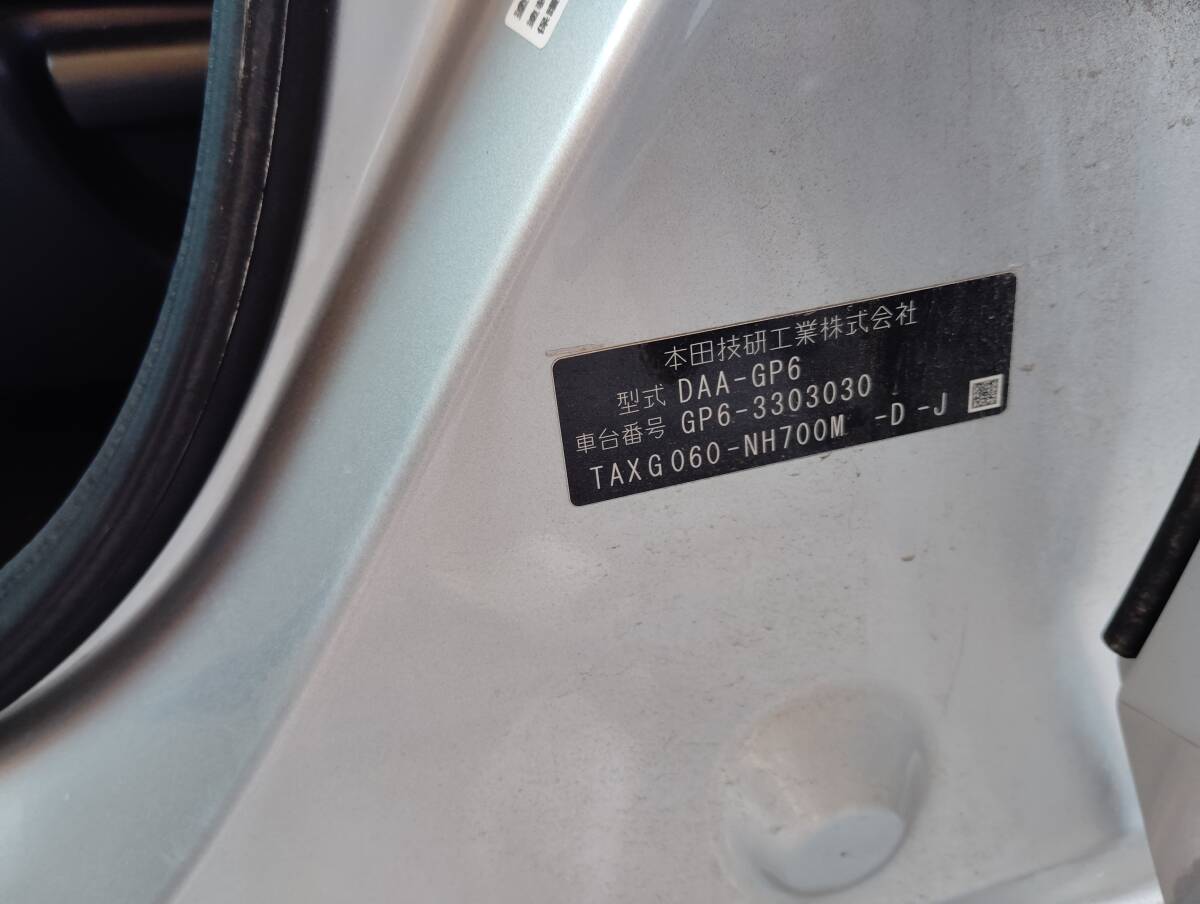 本田技研工業株式会社
型式 DAA-GP6
車台番号 GP6-3303030
TAXG060-NH700M -D-J